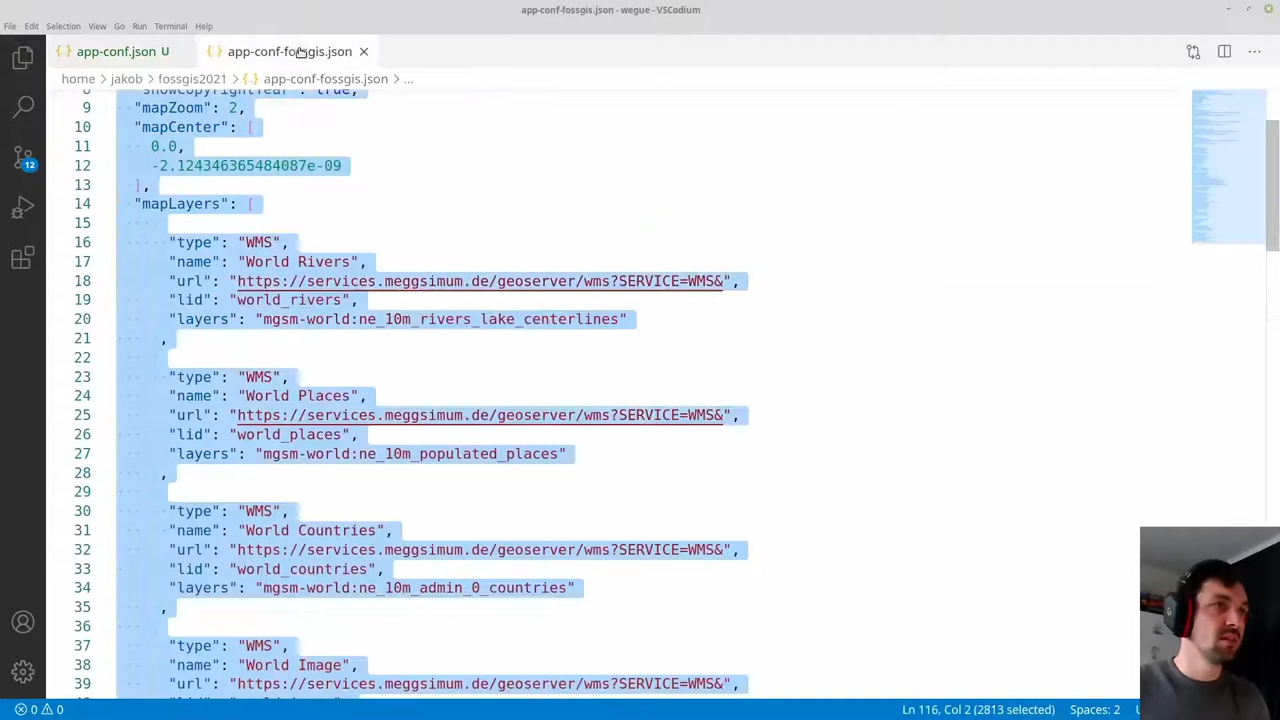 app-conf-fossgis.json - wegue - VSCodium
File Edit Selection View Go Run Terminal Help
app-conf.json U app-conf-fossgis.json
home jakob fossgis2021 app-conf-fossgis.json ...
8 "showCopyrightYear": true,
9 "mapZoom": 2,
10 "mapCenter": [
11 0.0,
12 -2.124346365484087e-09
13 ],
14 "mapLayers": [
15
16 "type": "WMS",
17 "name": "World Rivers",
18 "url": "https://services.meggsimum.de/geoserver/wms?SERVICE=WMS&",
19 "lid": "world_rivers",
20 "layers": "mgsm-world:ne_10m_rivers_lake_centerlines"
21 ,
22
23 "type": "WMS",
24 "name": "World Places",
25 "url": "https://services.meggsimum.de/geoserver/wms?SERVICE=WMS&",
26 "lid": "world_places",
27 "layers": "mgsm-world:ne_10m_populated_places"
28 ,
29
30 "type": "WMS",
31 "name": "World Countries",
32 "url": "https://services.meggsimum.de/geoserver/wms?SERVICE=WMS&",
33 "lid": "world_countries",
34 "layers": "mgsm-world:ne_10m_admin_0_countries"
35 ,
36
37 "type": "WMS",
38 "name": "World Image",
39 "url": "https://services.meggsimum.de/geoserver/wms?SERVICE=WMS&",
12
0 0 Ln 116, Col 2 (2813 selected) Spaces: 2